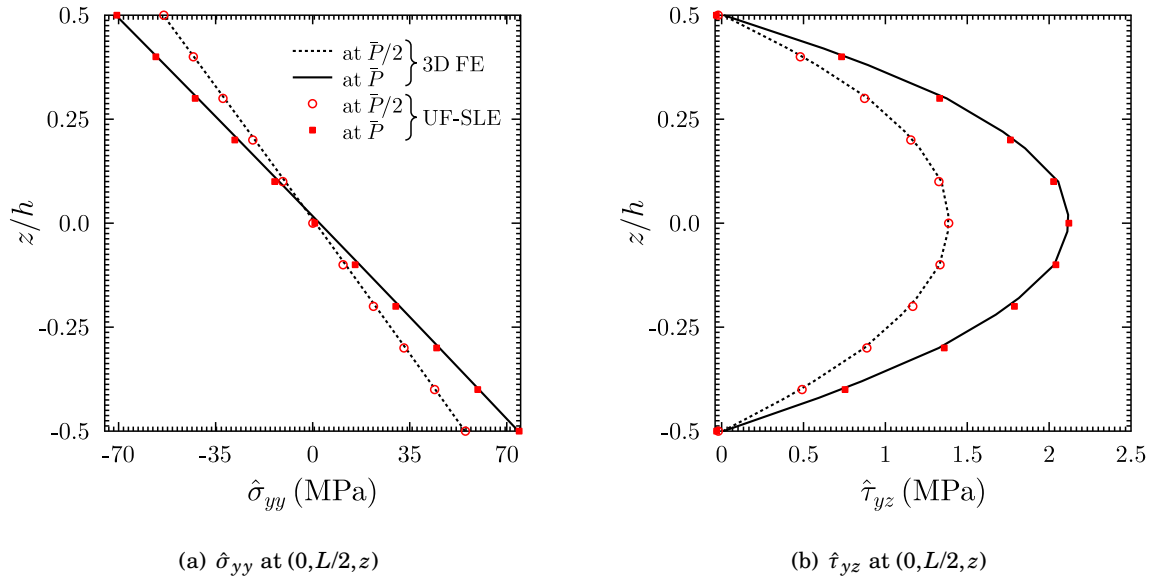 0.5
0.25
0.0
-0.25
-0.5
z/h
-70 -35 0 35 70
σ̂yy (MPa)
at P̄/2
at P̄
3D FE
at P̄/2
at P̄
UF-SLE
(a) σ̂yy at (0,L/2,z)
0.5
0.25
0.0
-0.25
-0.5
z/h
0 0.5 1 1.5 2 2.5
τ̂yz (MPa)
(b) τ̂yz at (0,L/2,z)